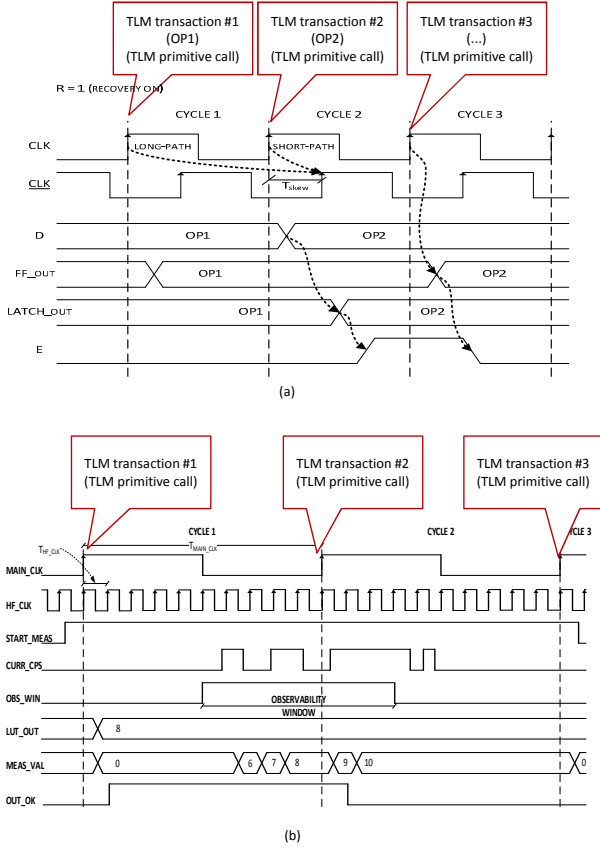 TLM transaction #1
(OP1)
(TLM primitive call)
TLM transaction #2
(OP2)
(TLM primitive call)
TLM transaction #3
(...)
(TLM primitive call)
R = 1 (RECOVERY ON)
CYCLE 1
CYCLE 2
CYCLE 3
CLK
LONG-PATH
SHORT-PATH
CLK
Tskew
D
OP1
OP2
FF_OUT
OP1
OP2
LATCH_OUT
OP1
OP2
E
(a)
TLM transaction #1
(TLM primitive call)
TLM transaction #2
(TLM primitive call)
TLM transaction #3
(TLM primitive call)
CYCLE 1
CYCLE 2
CLE 3
THF_CLK
TMAIN_CLK
MAIN_CLK
HF_CLK
START_MEAS
CURR_CPS
OBS_WIN
OBSERVABILITY
WINDOW
LUT_OUT
8
MEAS_VAL
0
6
7
8
9
10
0
OUT_OK
(b)